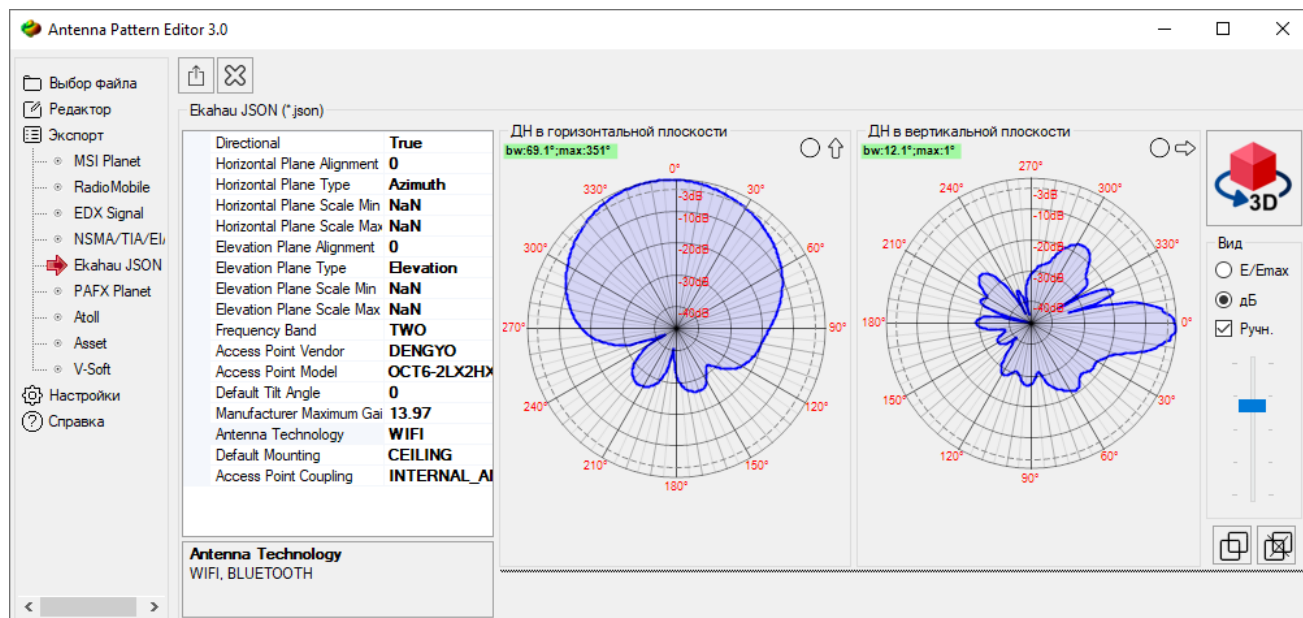 Antenna Pattern Editor 3.0
Выбор файла
Редактор
Экспорт
MSI Planet
RadioMobile
EDX Signal
NSMA/TIA/EI
Ekahau JSON
PAFX Planet
Atoll
Asset
V-Soft
Настройки
Справка
Ekahau JSON (*.json)
Directional True
Horizontal Plane Alignment 0
Horizontal Plane Type Azimuth
Horizontal Plane Scale Min NaN
Horizontal Plane Scale Max NaN
Elevation Plane Alignment 0
Elevation Plane Type Elevation
Elevation Plane Scale Min NaN
Elevation Plane Scale Max NaN
Frequency Band TWO
Access Point Vendor DENGYO
Access Point Model OCT6-2LX2HX
Default Tilt Angle 0
Manufacturer Maximum Gai 13.97
Antenna Technology WIFI
Default Mounting CEILING
Access Point Coupling INTERNAL_A
Antenna Technology
WIFI, BLUETOOTH
ДН в горизонтальной плоскости
bw:69.1°;max:351°
0°
330° 30°
300° 60°
270° 90°
240° 120°
210° 150°
180°
-3dB
-10dB
-20dB
-30dB
-40dB
ДН в вертикальной плоскости
bw:12.1°;max:1°
270°
240° 300°
210° 330°
180° 0°
150° 30°
120° 60°
90°
-3dB
-10dB
-20dB
-30dB
-40dB
3D
Вид
E/Emax
дБ
Ручн.